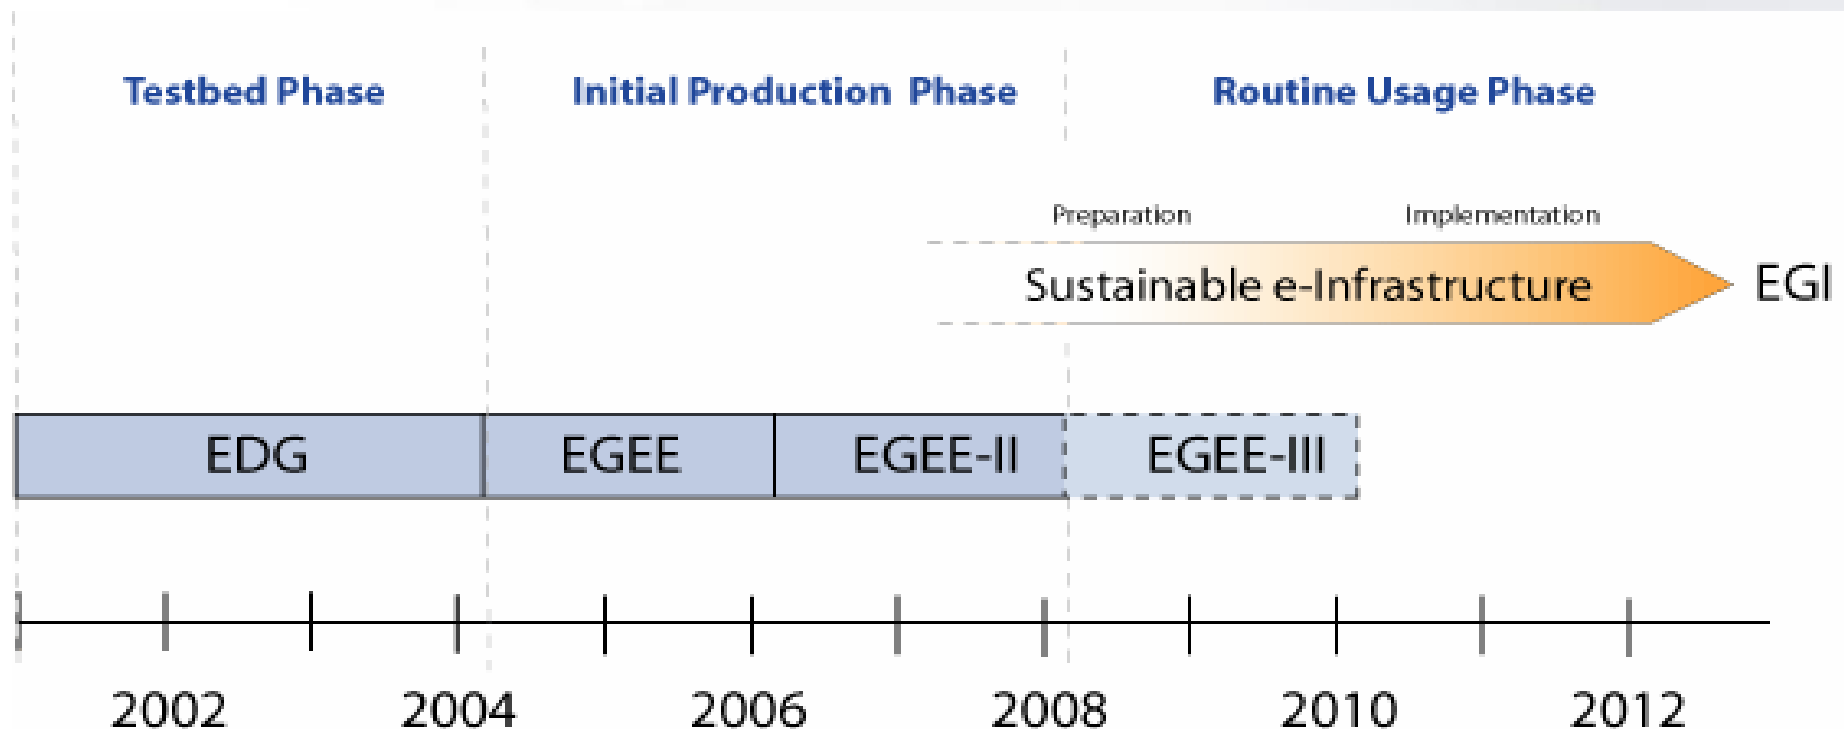 Testbed Phase
Initial Production Phase
Routine Usage Phase
Preparation
Implementation
Sustainable e-Infrastructure
EGI
EDG
EGEE
EGEE-II
EGEE-III
2002
2004
2006
2008
2010
2012